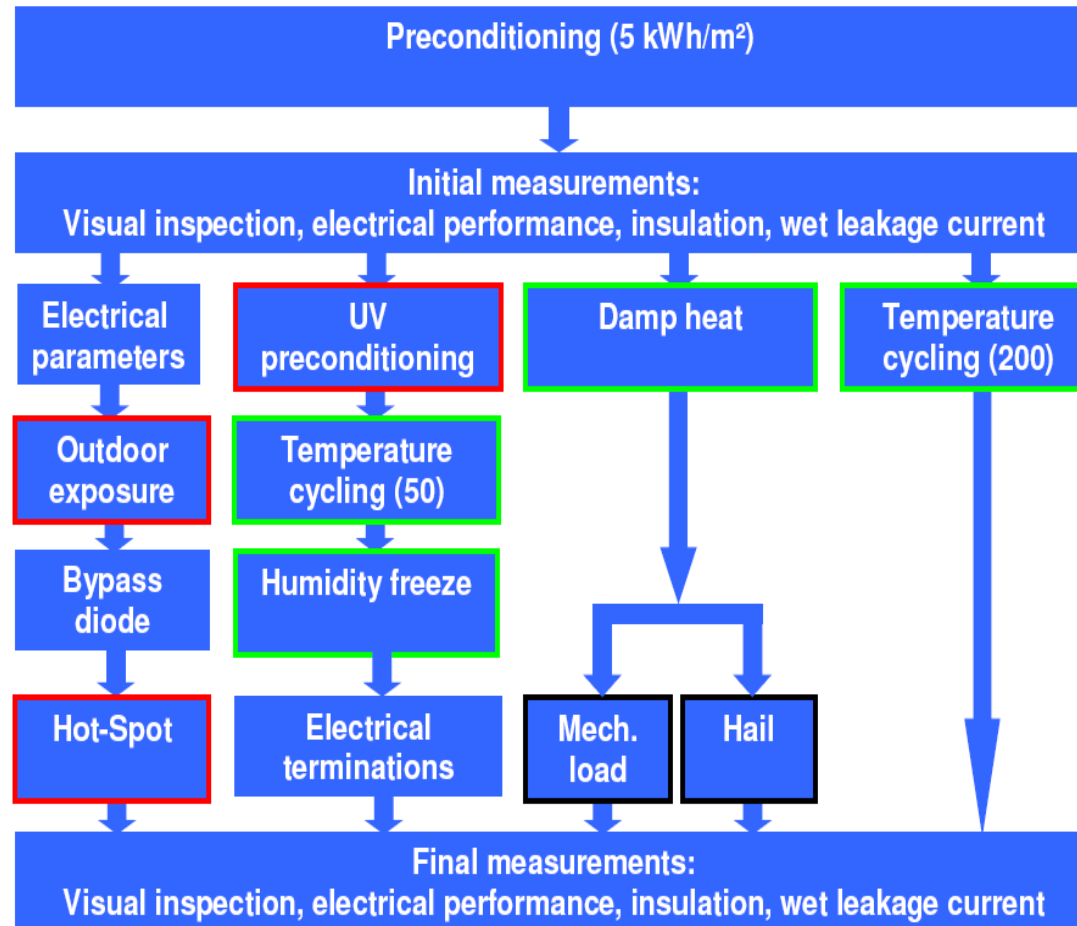 Preconditioning (5 kWh/m²)
Initial measurements:
Visual inspection, electrical performance, insulation, wet leakage current
Electrical
parameters
UV
preconditioning
Damp heat
Temperature
cycling (200)
Outdoor
exposure
Temperature
cycling (50)
Bypass
diode
Humidity freeze
Hot-Spot
Electrical
terminations
Mech.
load
Hail
Final measurements:
Visual inspection, electrical performance, insulation, wet leakage current